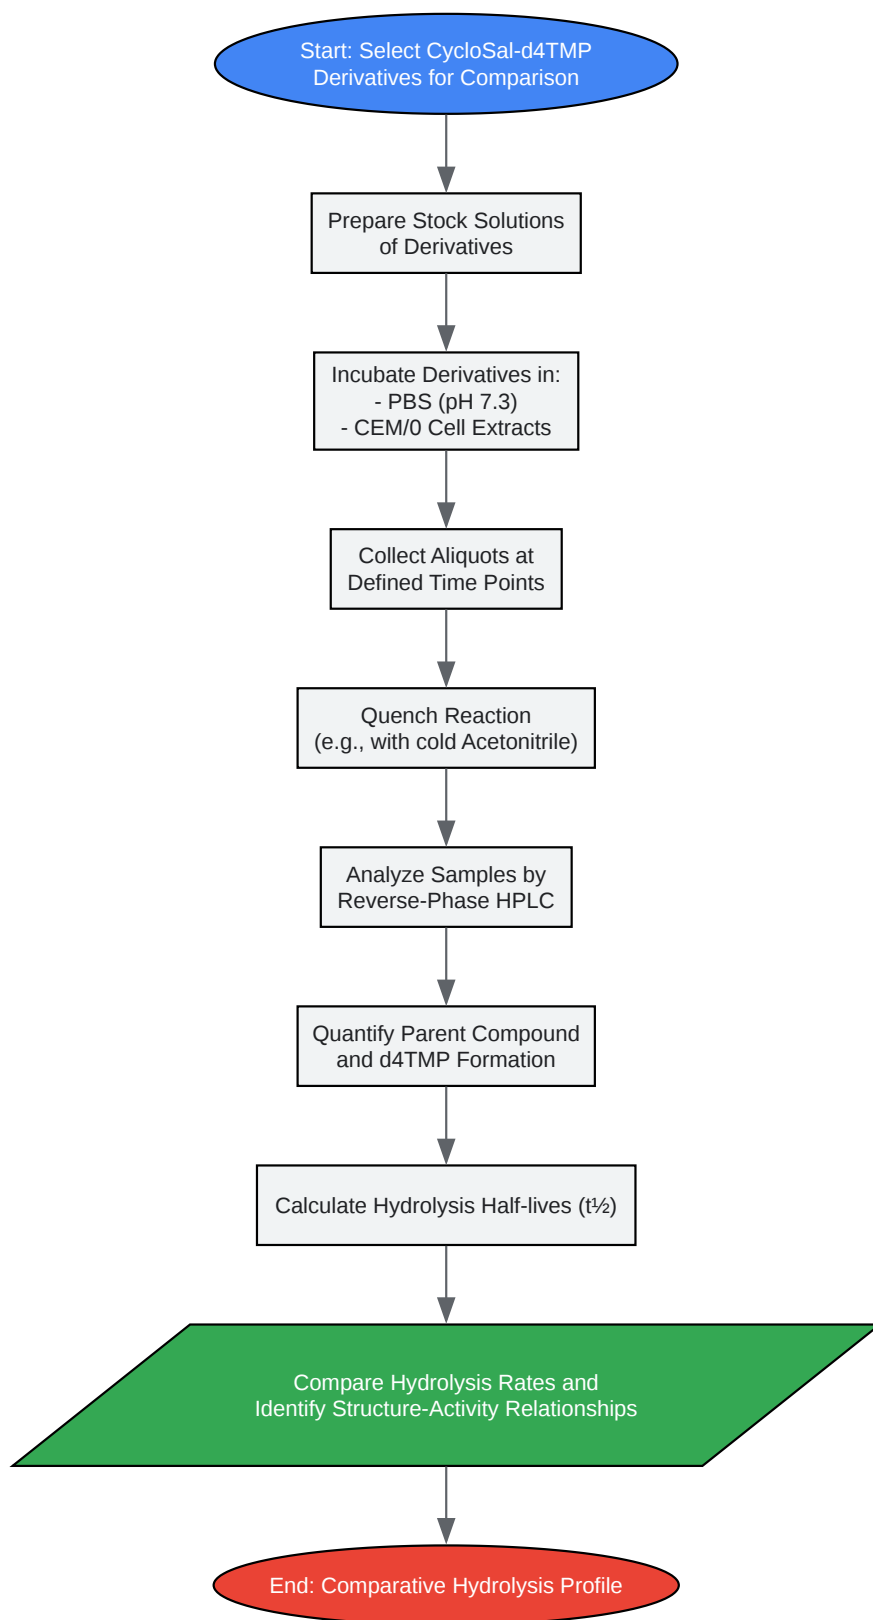 Start: Select CycloSal-d4TMP
Derivatives for Comparison
Prepare Stock Solutions
of Derivatives
Incubate Derivatives in:
- PBS (pH 7.3)
- CEM/0 Cell Extracts
Collect Aliquots at
Defined Time Points
Quench Reaction
(e.g., with cold Acetonitrile)
Analyze Samples by
Reverse-Phase HPLC
Quantify Parent Compound
and d4TMP Formation
Calculate Hydrolysis Half-lives (t½)
Compare Hydrolysis Rates and
Identify Structure-Activity Relationships
End: Comparative Hydrolysis Profile